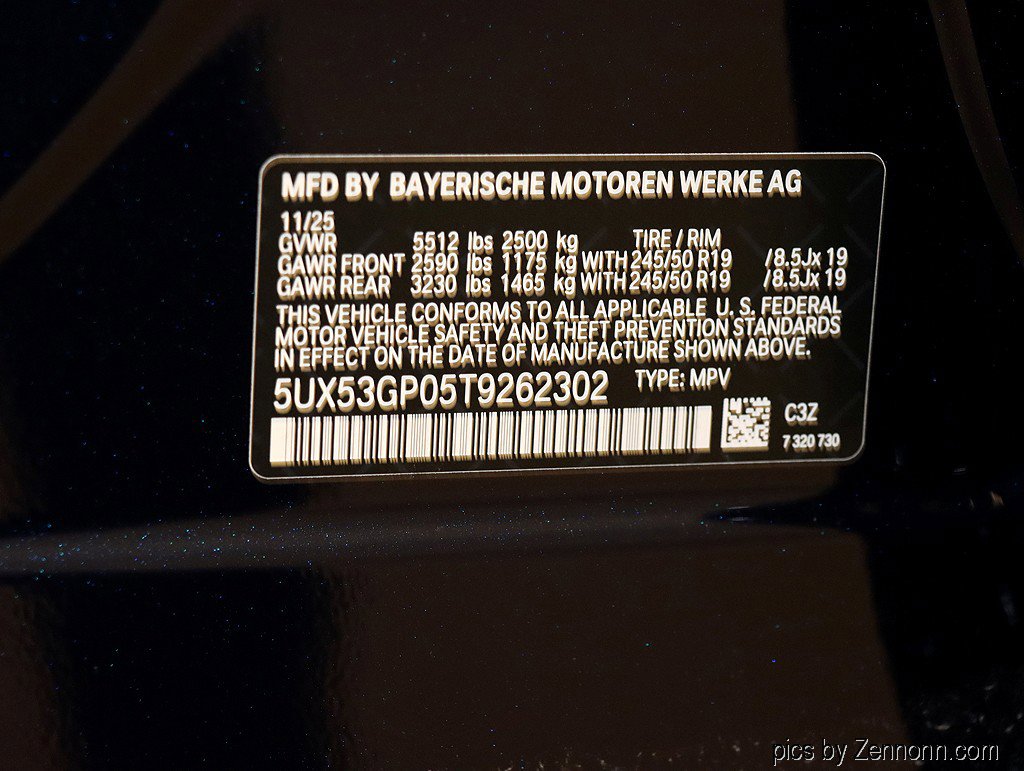 MFD BY BAYERISCHE MOTOREN WERKE AG
11/25
GVWR 5512 lbs 2500 kg TIRE / RIM
GAWR FRONT 2590 lbs 1175 kg WITH 245/50 R19 /8.5Jx 19
GAWR REAR 3230 lbs 1465 kg WITH 245/50 R19 /8.5Jx 19
THIS VEHICLE CONFORMS TO ALL APPLICABLE U. S. FEDERAL
MOTOR VEHICLE SAFETY AND THEFT PREVENTION STANDARDS
IN EFFECT ON THE DATE OF MANUFACTURE SHOWN ABOVE.
5UX53GP05T9262302 TYPE: MPV
C3Z
7 320 730
pics by Zennonn.com